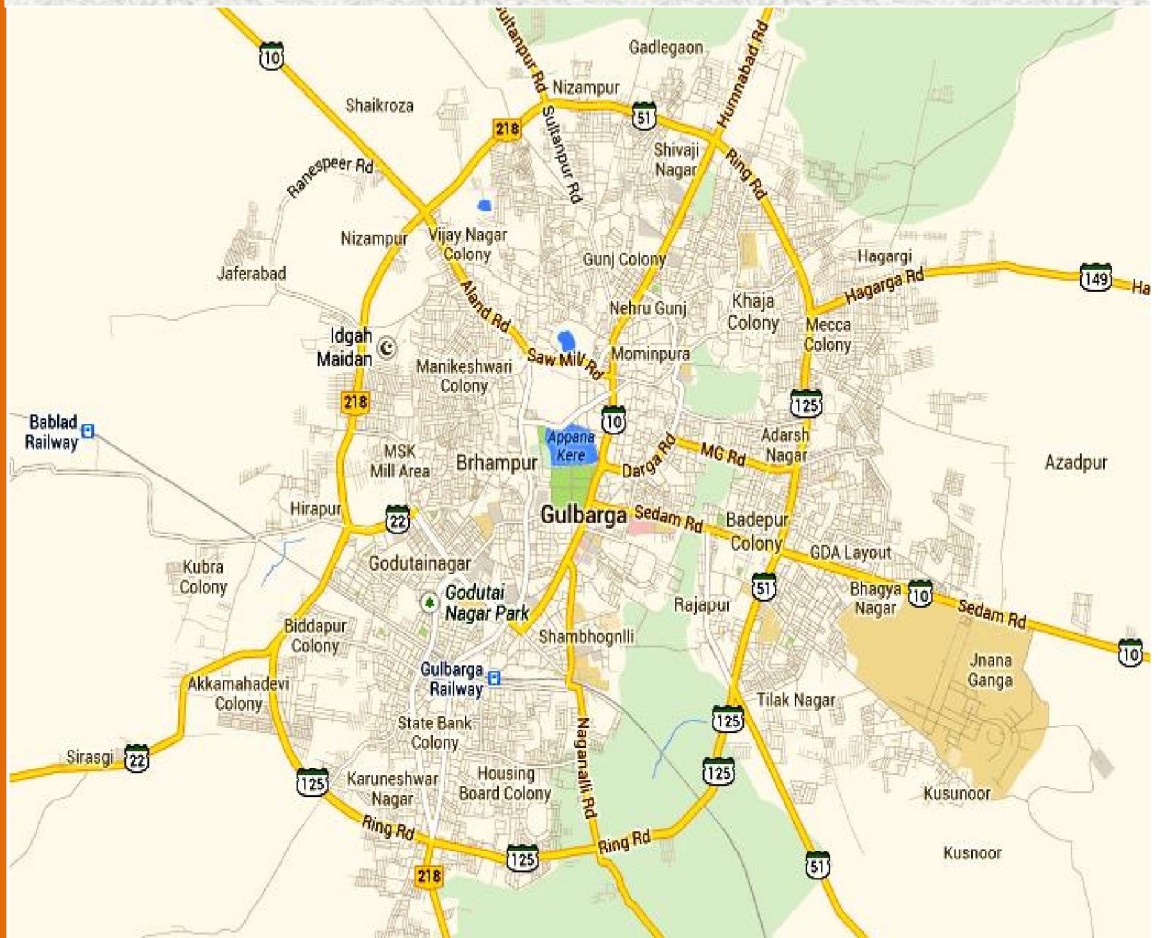 Sultanpur Rd
Gadlegaon
Humnabad Rd
10
Nizampur
Shaikroza
51
218
Sultanpur Rd
Shivaji
Nagar
Ring Rd
Ranespeer Rd
Nizampur
Vijay Nagar
Colony
Gunj Colony
Hagargi
Jaferabad
Hagarga Rd
149
Ha
Aland Rd
Nehru Gunj
Khaja
Colony
Mecca
Colony
Idgah
Maidan
Saw Mill Rd
Mominpura
Manikeshwari
Colony
218
125
Bablad
Railway
10
Appana
Kere
Adarsh
Nagar
MSK
Mill Area
Brhampur
Darga Rd
MG Rd
Azadpur
Hirapur
22
Gulbarga
Sedam Rd
Badepur
Colony
GDA Layout
Kubra
Colony
Godutainagar
51
Bhagya
Nagar
10
Sedam Rd
Godutai
Nagar Park
Rajapur
Biddapur
Colony
Shambhognlli
10
Gulbarga
Railway
Jnana
Ganga
Akkamahadevi
Colony
Tilak Nagar
State Bank
Colony
125
Sirasgi
22
Naganalli Rd
125
125
Karuneshwar
Nagar
Housing
Board Colony
Kusunoor
Ring Rd
Ring Rd
125
Kusnoor
51
218